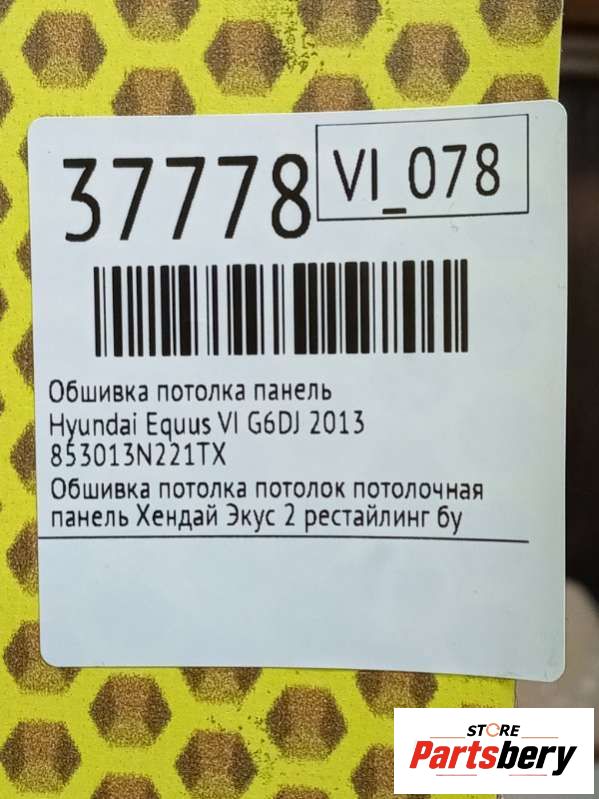 37778
VI_078
Обшивка потолка панель
Hyundai Equus VI G6DJ 2013
853013N221TX
Обшивка потолка потолок потолочная
панель Хендай Экус 2 рестайлинг бу
STORE
Partsbery